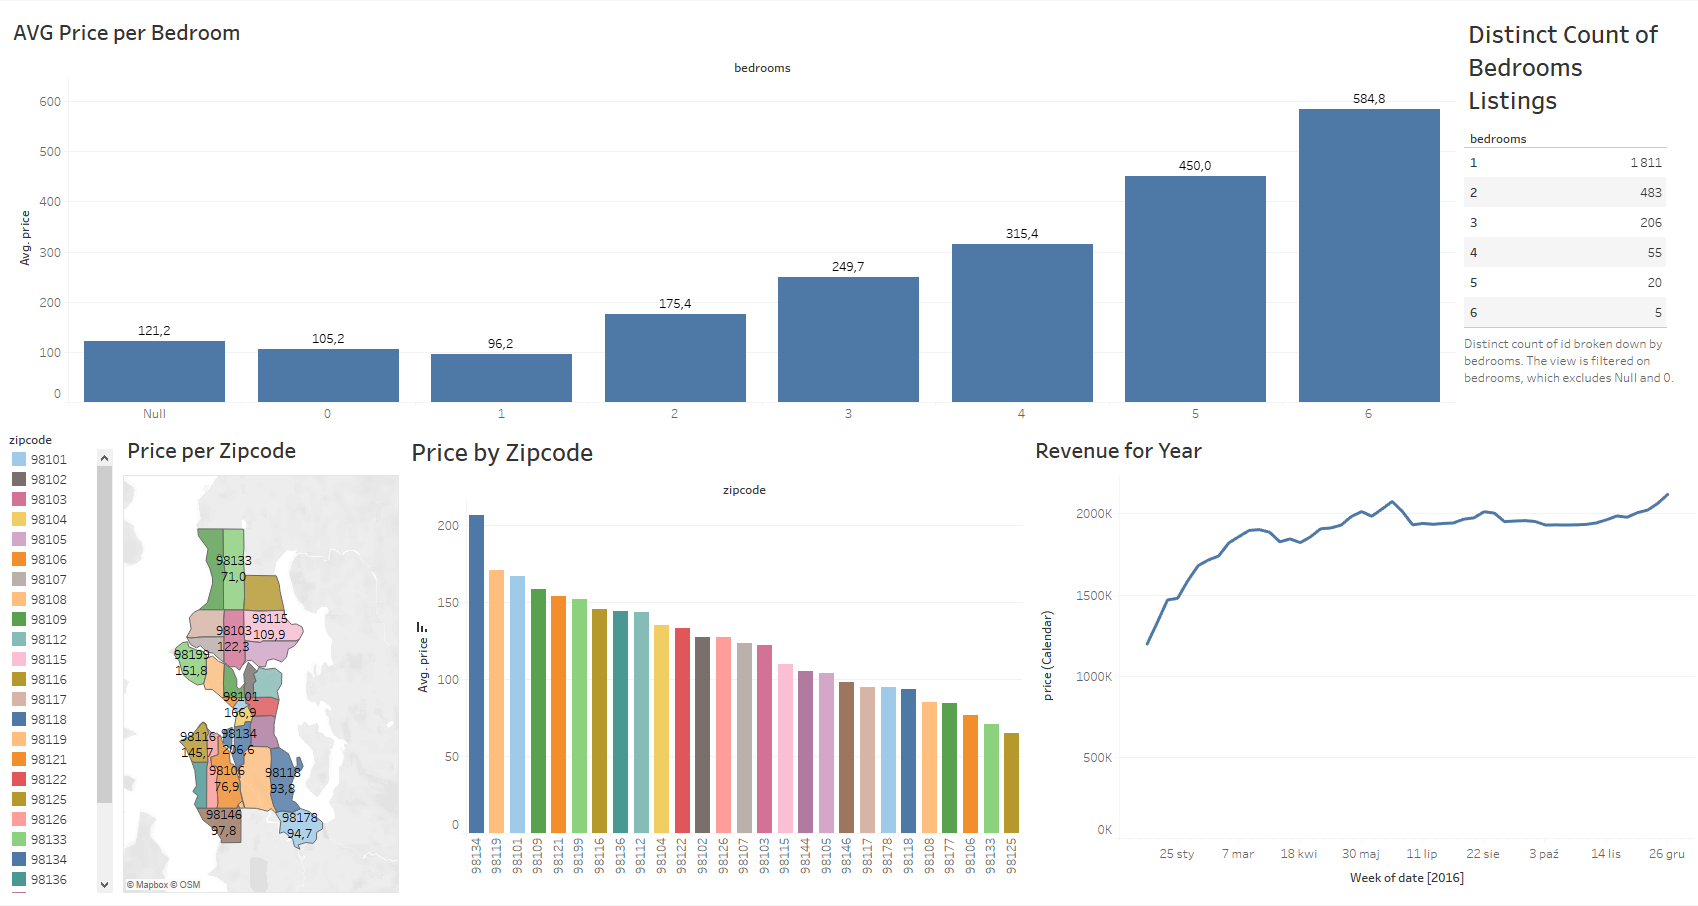 AVG Price per Bedroom
bedrooms
Avg. price
600
500
400
300
200
100
0
121,2
105,2
96,2
175,4
249,7
315,4
450,0
584,8
Null
0
1
2
3
4
5
6
Distinct Count of
Bedrooms
Listings
bedrooms
1 1 811
2 483
3 206
4 55
5 20
6 5
Distinct count of id broken down by
bedrooms. The view is filtered on
bedrooms, which excludes Null and 0.
zipcode
98101
98102
98103
98104
98105
98106
98107
98108
98109
98112
98115
98116
98117
98118
98119
98121
98122
98125
98126
98133
98134
98136
Price per Zipcode
98133
71,0
98115
109,9
98103
122,3
98199
151,8
98101
166,9
98134
206,6
98116
145,7
98106
76,9
98118
93,8
98146
97,8
98178
94,7
© Mapbox © OSM
Price by Zipcode
zipcode
Avg. price
200
150
100
50
0
98134
98119
98101
98109
98121
98199
98116
98136
98112
98104
98122
98102
98126
98107
98103
98115
98144
98105
98146
98117
98178
98118
98108
98177
98106
98133
98125
Revenue for Year
price (Calendar)
2000K
1500K
1000K
500K
0K
25 sty
7 mar
18 kwi
30 maj
11 lip
22 sie
3 paź
14 lis
26 gru
Week of date [2016]